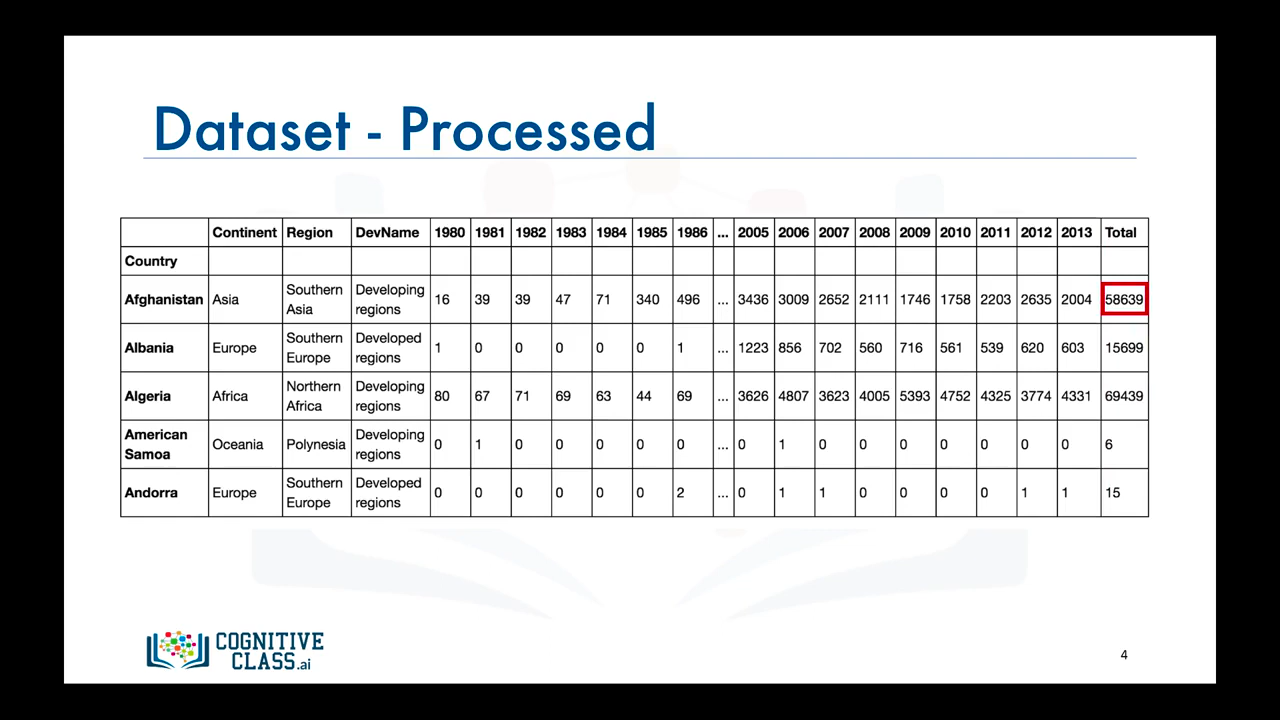 Dataset - Processed
Continent Region DevName 1980 1981 1982 1983 1984 1985 1986 ... 2005 2006 2007 2008 2009 2010 2011 2012 2013 Total
Country
Afghanistan Asia Southern Asia Developing regions 16 39 39 47 71 340 496 ... 3436 3009 2652 2111 1746 1758 2203 2635 2004 58639
Albania Europe Southern Europe Developed regions 1 0 0 0 0 0 1 ... 1223 856 702 560 716 561 539 620 603 15699
Algeria Africa Northern Africa Developing regions 80 67 71 69 63 44 69 ... 3626 4807 3623 4005 5393 4752 4325 3774 4331 69439
American Samoa Oceania Polynesia Developing regions 0 1 0 0 0 0 0 ... 0 1 0 0 0 0 0 0 0 6
Andorra Europe Southern Europe Developed regions 0 0 0 0 0 0 2 ... 0 1 1 0 0 0 0 1 1 15
COGNITIVE
CLASS.ai
4